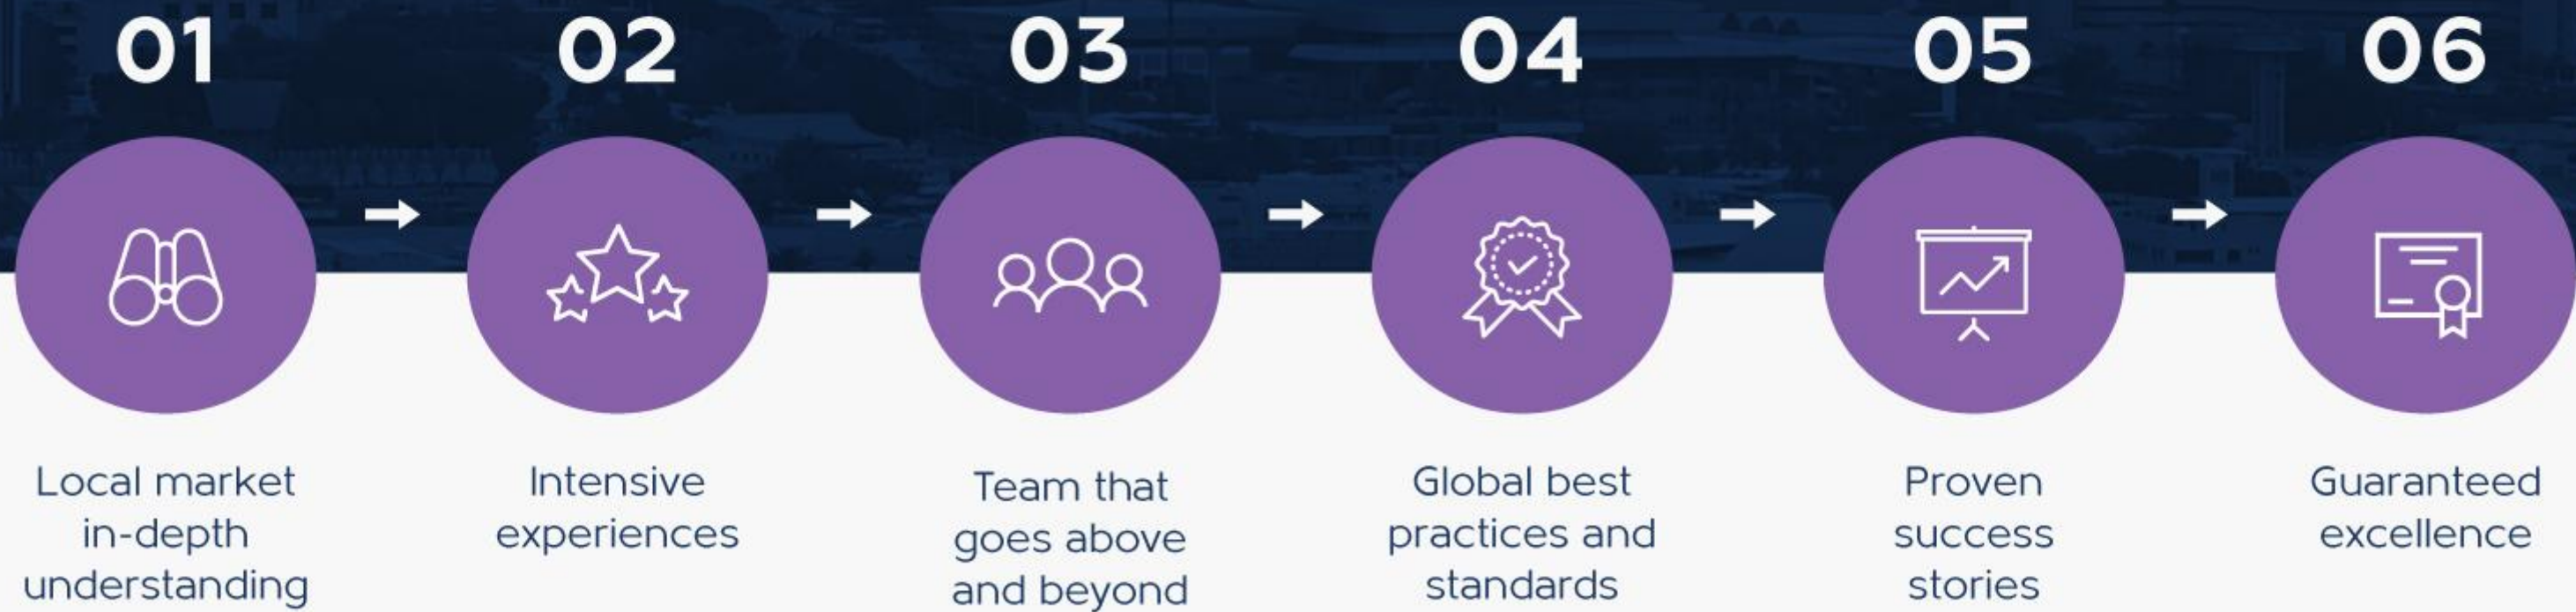 01
02
03
04
05
06
Local market
in-depth
understanding
Intensive
experiences
Team that
goes above
and beyond
Global best
practices and
standards
Proven
success
stories
Guaranteed
excellence